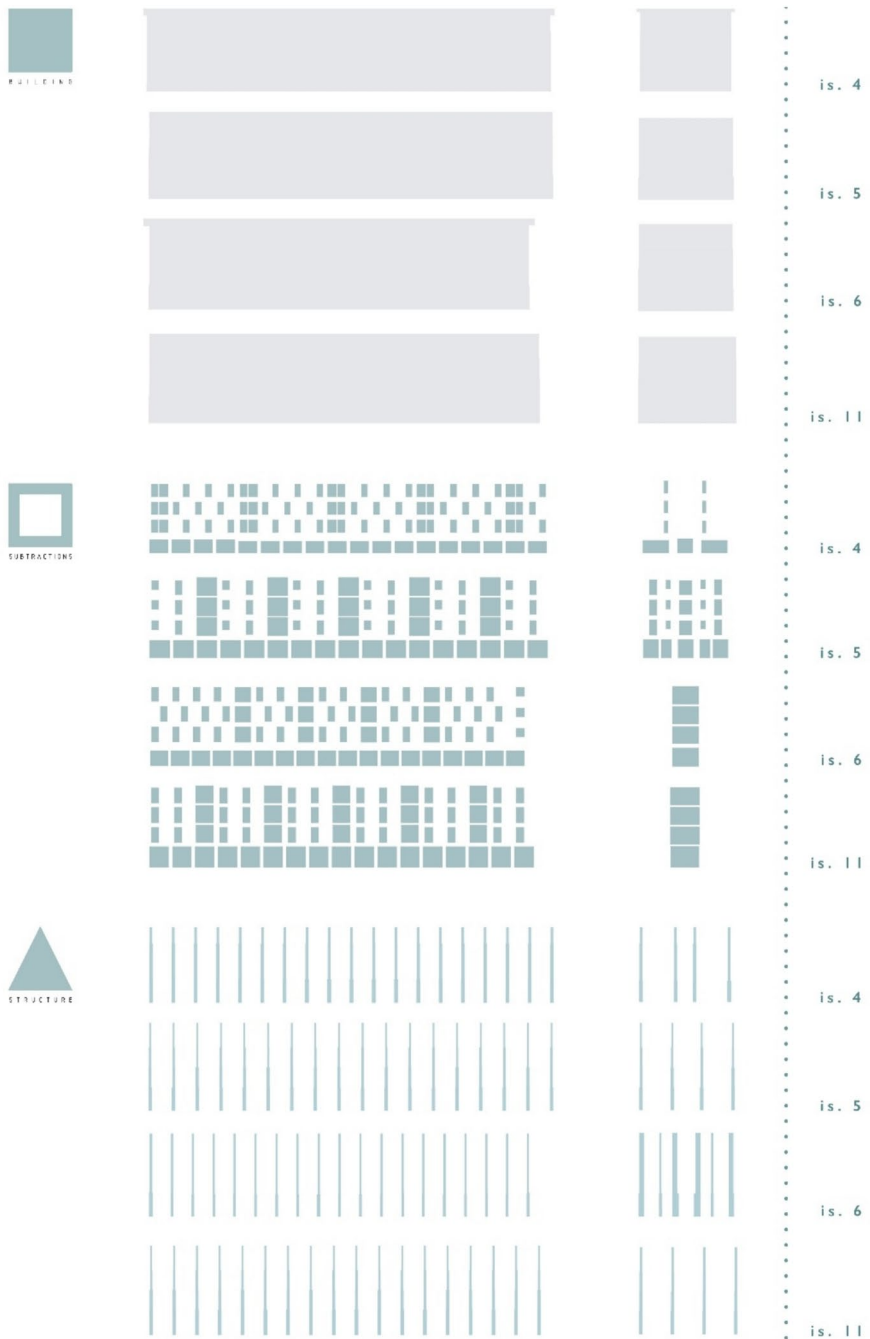 BUILDING
is. 4
is. 5
is. 6
is. 11
SUBTRACTIONS
is. 4
is. 5
is. 6
is. 11
STRUCTURE
is. 4
is. 5
is. 6
is. 11